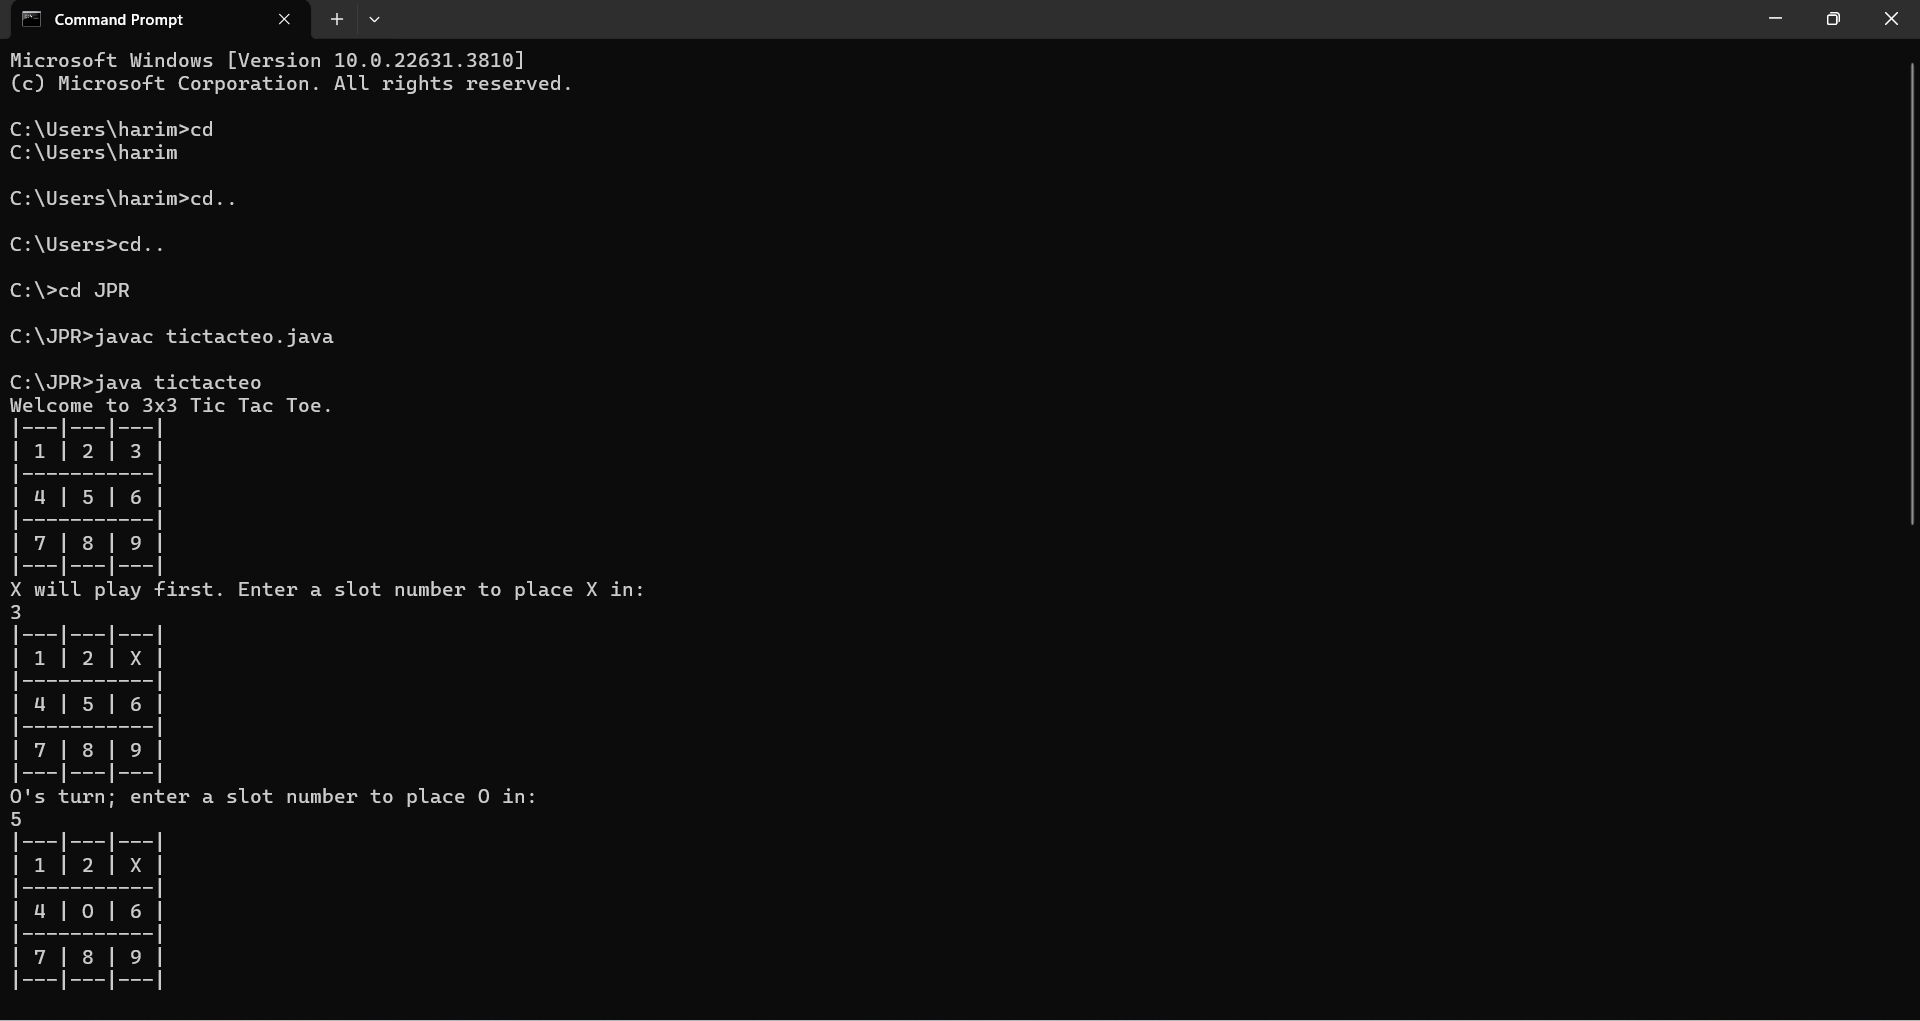 Command Prompt
Microsoft Windows [Version 10.0.22631.3810]
(c) Microsoft Corporation. All rights reserved.
C:\Users\harim>cd
C:\Users\harim
C:\Users\harim>cd..
C:\Users>cd..
C:\>cd JPR
C:\JPR>javac tictacteo.java
C:\JPR>java tictacteo
Welcome to 3x3 Tic Tac Toe.
|---|---|---|
| 1 | 2 | 3 |
|-----------|
| 4 | 5 | 6 |
|-----------|
| 7 | 8 | 9 |
|---|---|---|
X will play first. Enter a slot number to place X in:
3
|---|---|---|
| 1 | 2 | X |
|-----------|
| 4 | 5 | 6 |
|-----------|
| 7 | 8 | 9 |
|---|---|---|
O's turn; enter a slot number to place O in:
5
|---|---|---|
| 1 | 2 | X |
|-----------|
| 4 | O | 6 |
|-----------|
| 7 | 8 | 9 |
|---|---|---|